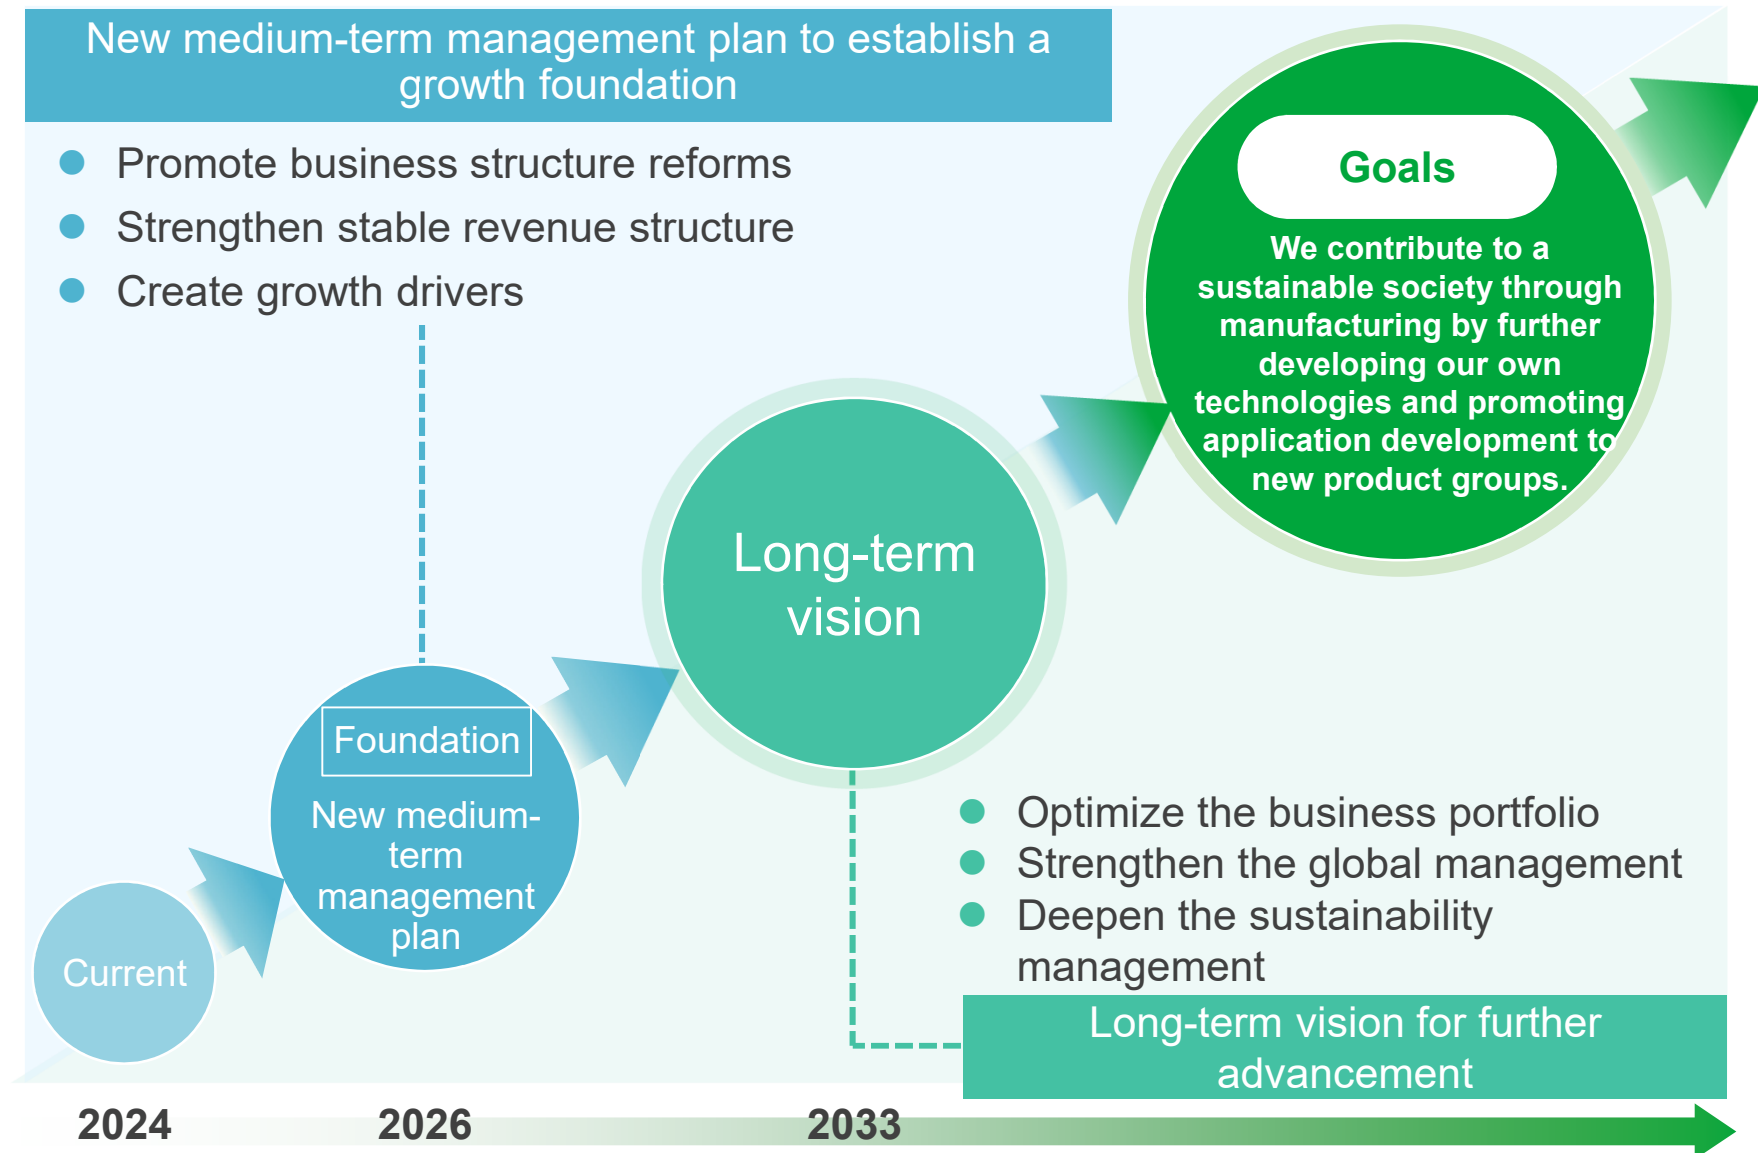 New medium-term management plan to establish a
growth foundation
Promote business structure reforms
Strengthen stable revenue structure
Create growth drivers
Goals
We contribute to a
sustainable society through
manufacturing by further
developing our own
technologies and promoting
application development to
new product groups.
Long-term
vision
Foundation
New medium-
term
management
plan
Current
Optimize the business portfolio
Strengthen the global management
Deepen the sustainability
management
Long-term vision for further
advancement
2024
2026
2033